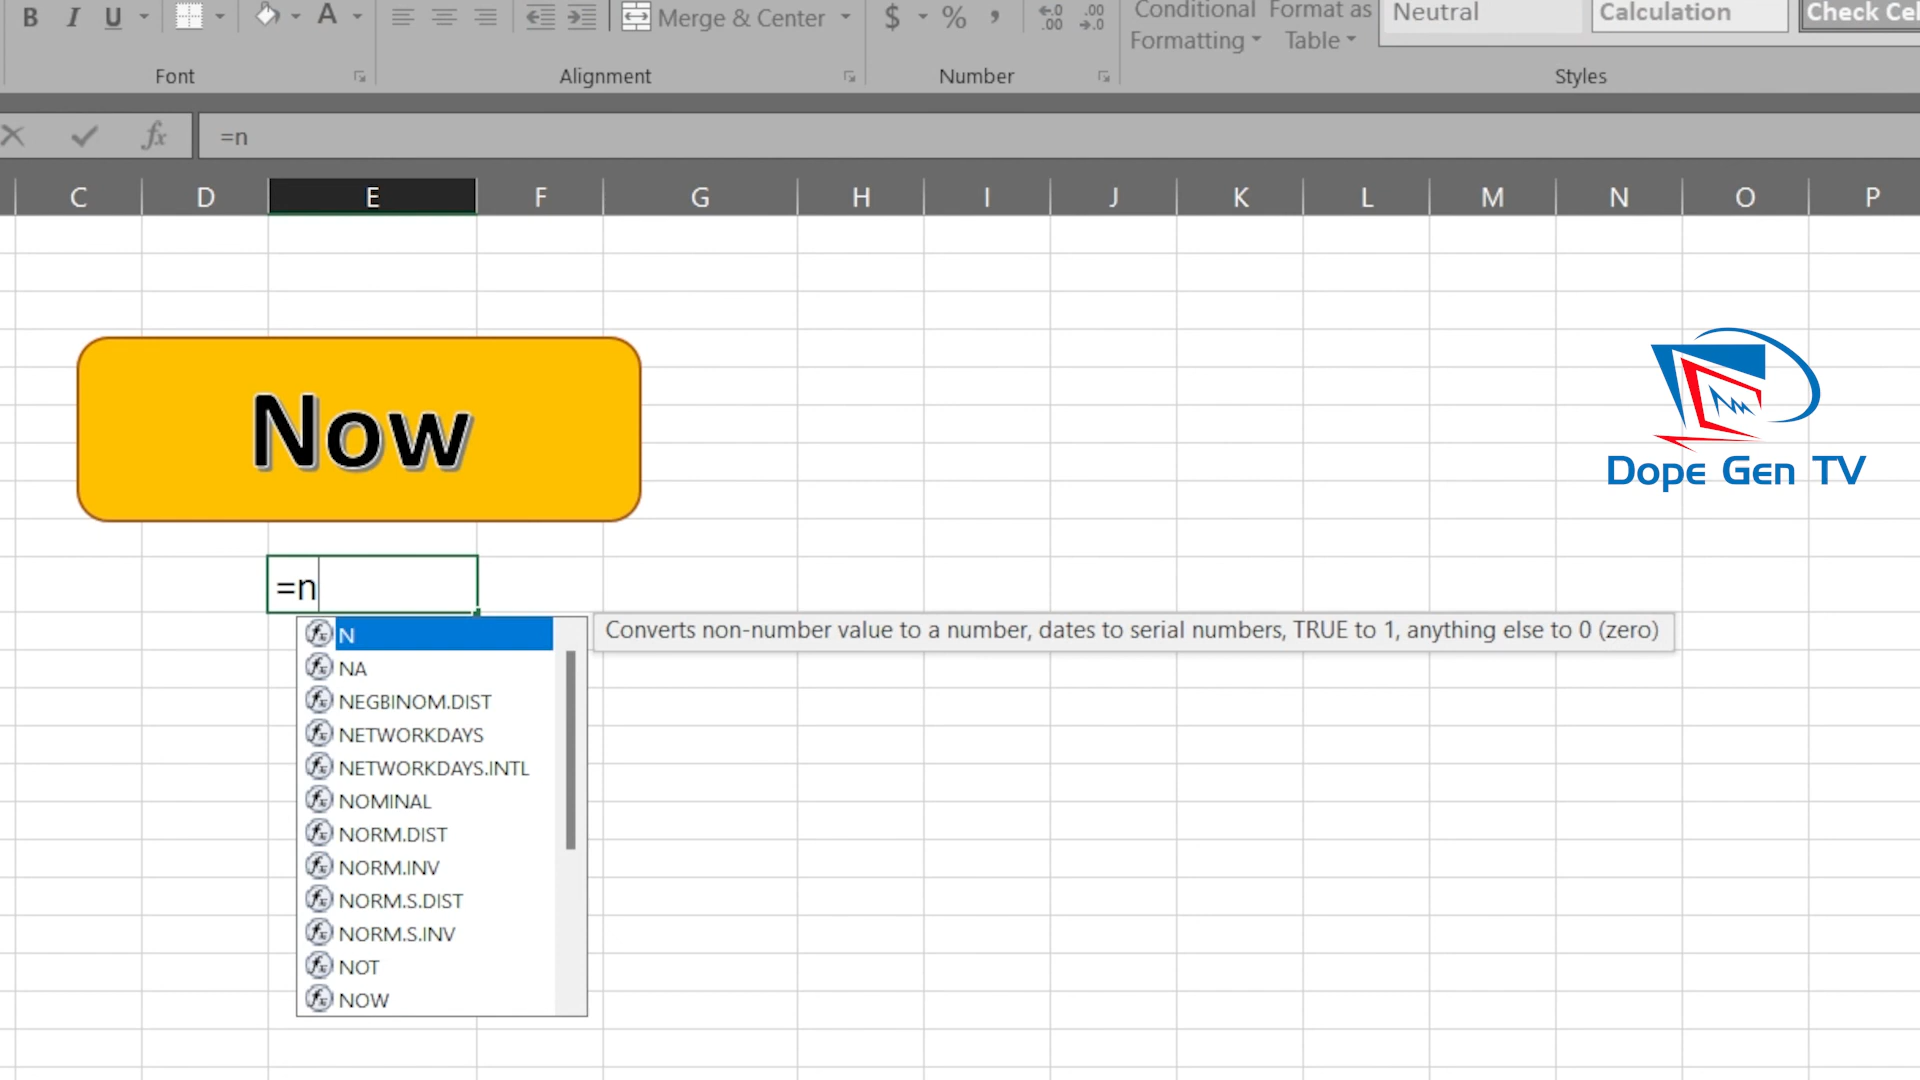 B I U A Merge & Center $ % , .00 .00 Conditional Format as Neutral Calculation Check Cel
Formatting Table
Font Alignment Number Styles
fx =n
C D E F G H I J K L M N O P
Now
Dope Gen TV
=n
N Converts non-number value to a number, dates to serial numbers, TRUE to 1, anything else to 0 (zero)
NA
NEGBINOM.DIST
NETWORKDAYS
NETWORKDAYS.INTL
NOMINAL
NORM.DIST
NORM.INV
NORM.S.DIST
NORM.S.INV
NOT
NOW